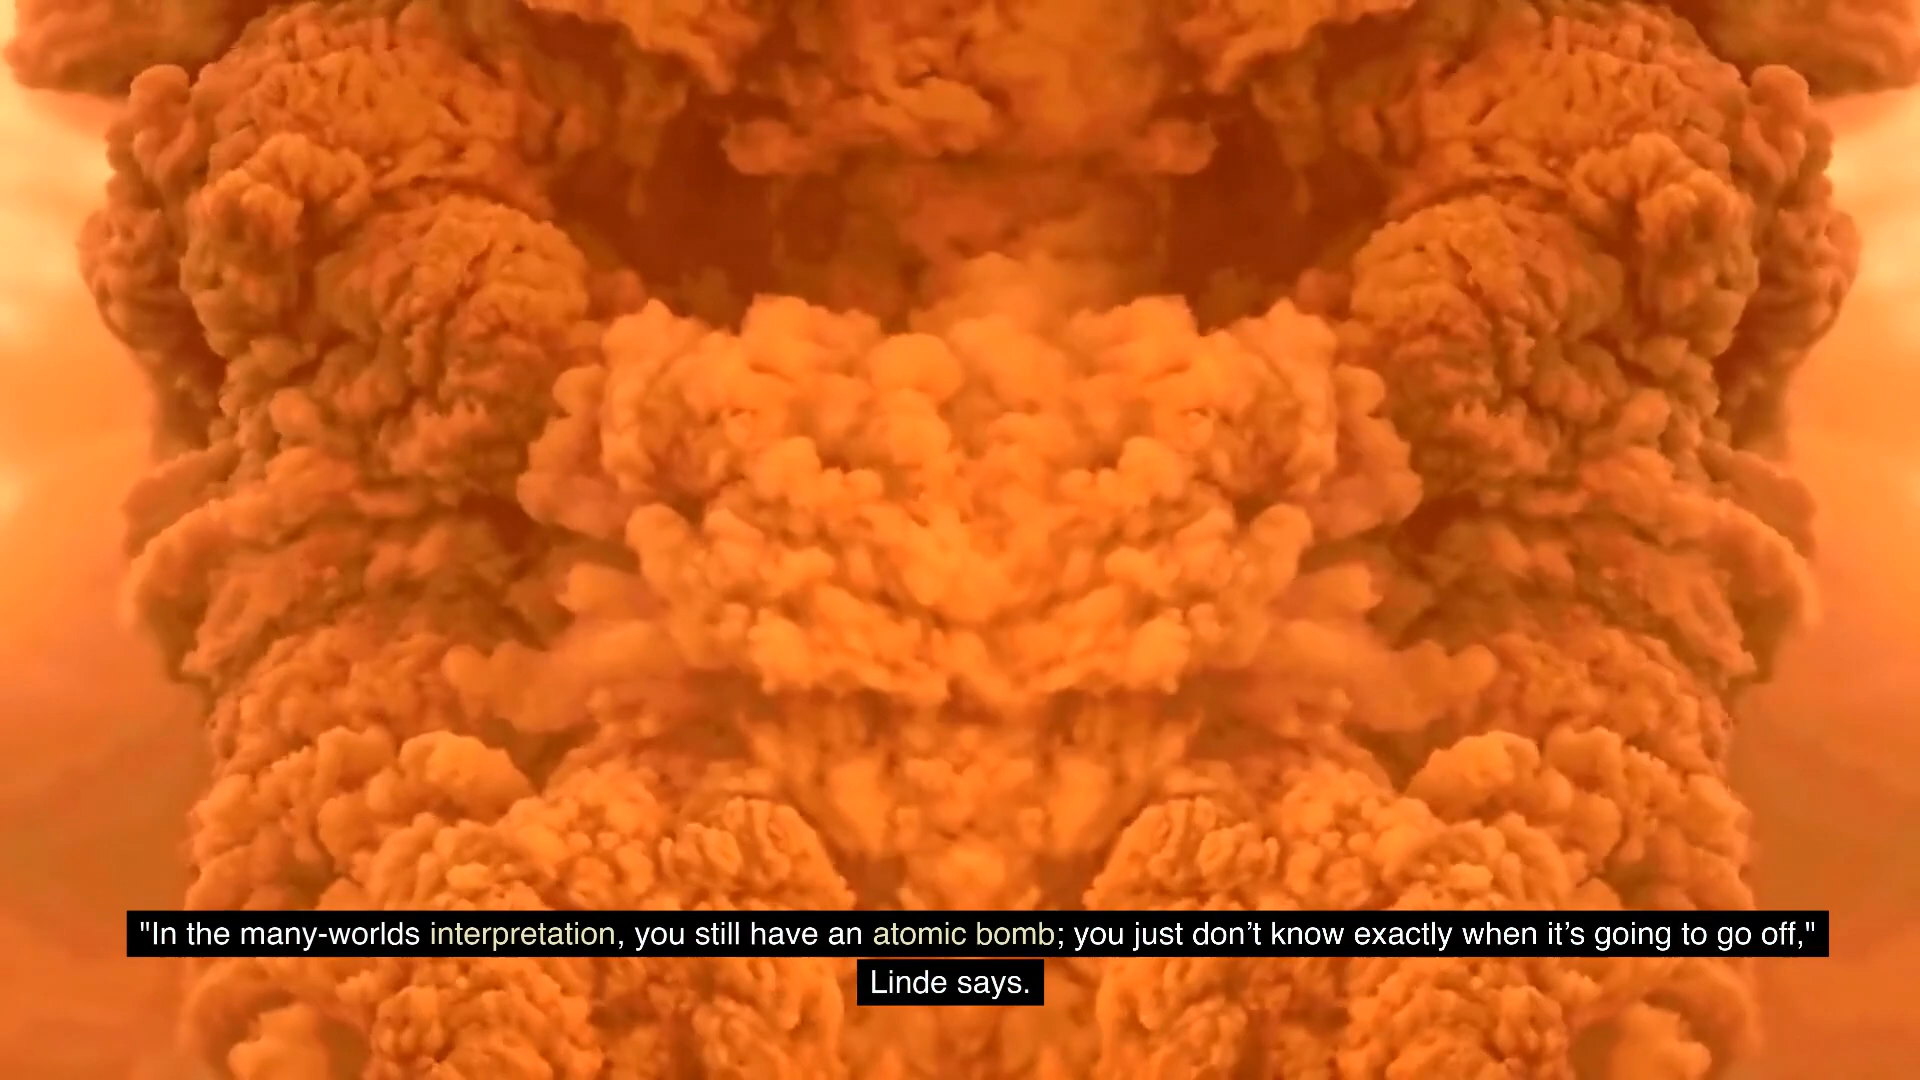 "In the many-worlds interpretation, you still have an atomic bomb; you just don’t know exactly when it’s going to go off,"
Linde says.